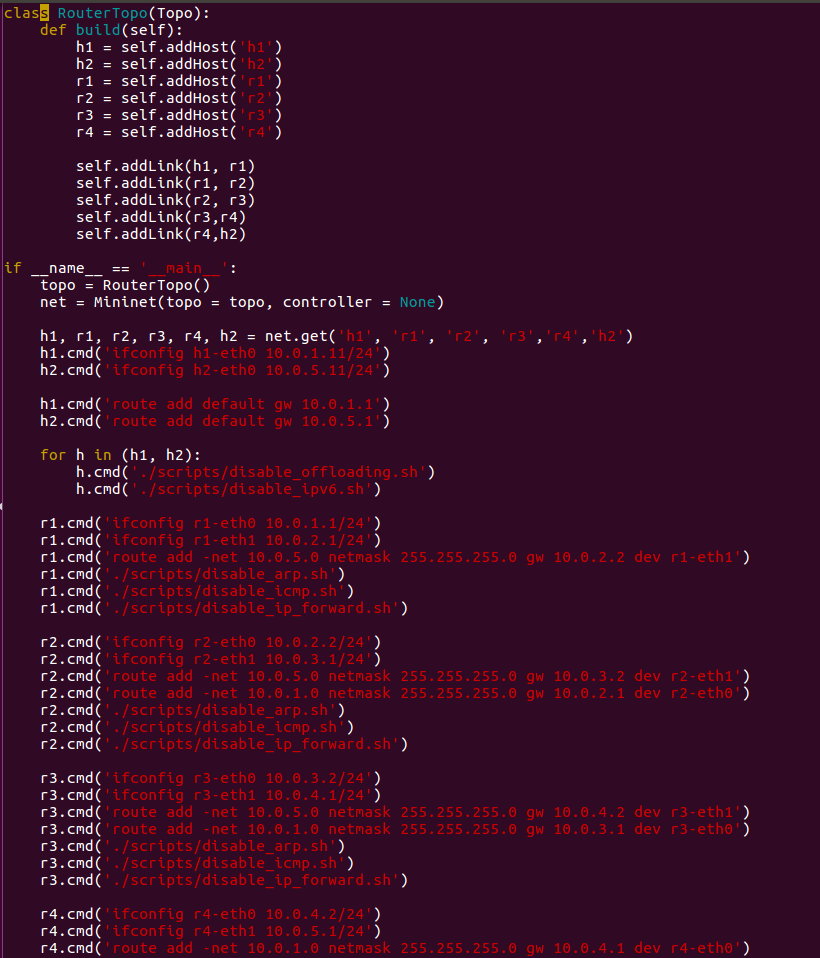 class RouterTopo(Topo):
    def build(self):
        h1 = self.addHost('h1')
        h2 = self.addHost('h2')
        r1 = self.addHost('r1')
        r2 = self.addHost('r2')
        r3 = self.addHost('r3')
        r4 = self.addHost('r4')

        self.addLink(h1, r1)
        self.addLink(r1, r2)
        self.addLink(r2, r3)
        self.addLink(r3,r4)
        self.addLink(r4,h2)

if __name__ == '__main__':
    topo = RouterTopo()
    net = Mininet(topo = topo, controller = None)

    h1, r1, r2, r3, r4, h2 = net.get('h1', 'r1', 'r2', 'r3','r4','h2')
    h1.cmd('ifconfig h1-eth0 10.0.1.11/24')
    h2.cmd('ifconfig h2-eth0 10.0.5.11/24')

    h1.cmd('route add default gw 10.0.1.1')
    h2.cmd('route add default gw 10.0.5.1')

    for h in (h1, h2):
        h.cmd('./scripts/disable_offloading.sh')
        h.cmd('./scripts/disable_ipv6.sh')

    r1.cmd('ifconfig r1-eth0 10.0.1.1/24')
    r1.cmd('ifconfig r1-eth1 10.0.2.1/24')
    r1.cmd('route add -net 10.0.5.0 netmask 255.255.255.0 gw 10.0.2.2 dev r1-eth1')
    r1.cmd('./scripts/disable_arp.sh')
    r1.cmd('./scripts/disable_icmp.sh')
    r1.cmd('./scripts/disable_ip_forward.sh')

    r2.cmd('ifconfig r2-eth0 10.0.2.2/24')
    r2.cmd('ifconfig r2-eth1 10.0.3.1/24')
    r2.cmd('route add -net 10.0.5.0 netmask 255.255.255.0 gw 10.0.3.2 dev r2-eth1')
    r2.cmd('route add -net 10.0.1.0 netmask 255.255.255.0 gw 10.0.2.1 dev r2-eth0')
    r2.cmd('./scripts/disable_arp.sh')
    r2.cmd('./scripts/disable_icmp.sh')
    r2.cmd('./scripts/disable_ip_forward.sh')

    r3.cmd('ifconfig r3-eth0 10.0.3.2/24')
    r3.cmd('ifconfig r3-eth1 10.0.4.1/24')
    r3.cmd('route add -net 10.0.5.0 netmask 255.255.255.0 gw 10.0.4.2 dev r3-eth1')
    r3.cmd('route add -net 10.0.1.0 netmask 255.255.255.0 gw 10.0.3.1 dev r3-eth0')
    r3.cmd('./scripts/disable_arp.sh')
    r3.cmd('./scripts/disable_icmp.sh')
    r3.cmd('./scripts/disable_ip_forward.sh')

    r4.cmd('ifconfig r4-eth0 10.0.4.2/24')
    r4.cmd('ifconfig r4-eth1 10.0.5.1/24')
    r4.cmd('route add -net 10.0.1.0 netmask 255.255.255.0 gw 10.0.4.1 dev r4-eth0')